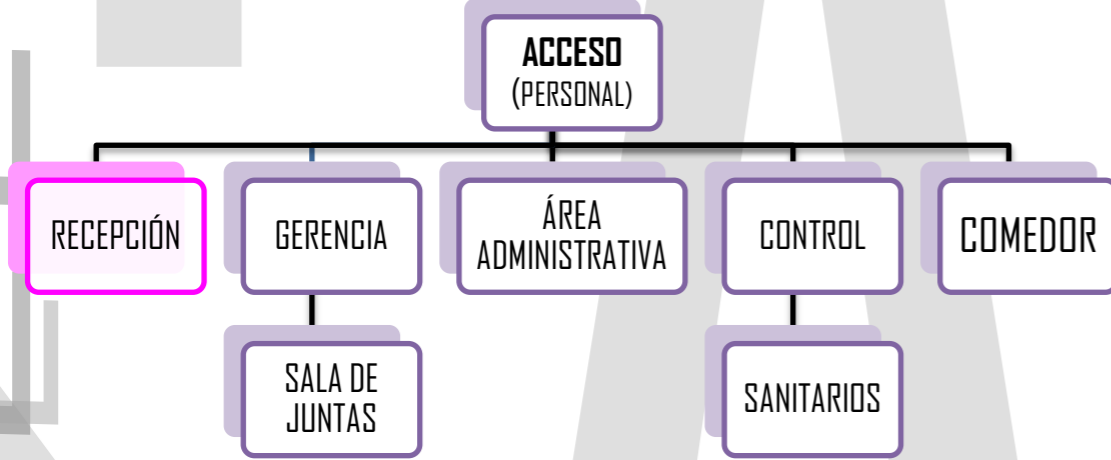 ACCESO
(PERSONAL)
RECEPCIÓN
GERENCIA
ÁREA
ADMINISTRATIVA
CONTROL
COMEDOR
SALA DE
JUNTAS
SANITARIOS